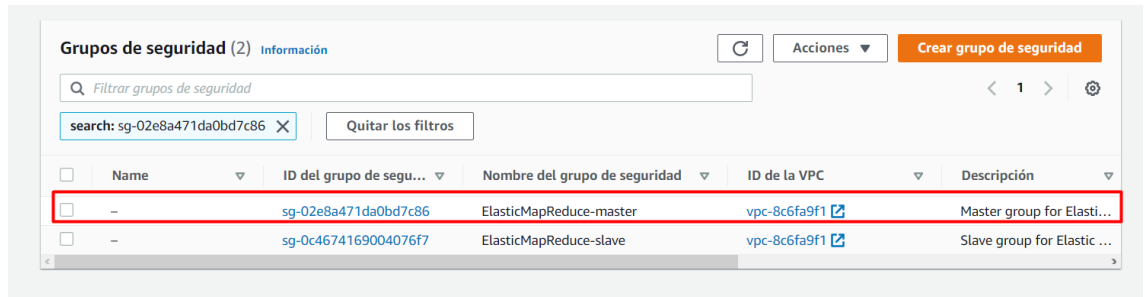 Grupos de seguridad (2) Información
Acciones
Crear grupo de seguridad
Filtrar grupos de seguridad
1
search: sg-02e8a471da0bd7c86
Quitar los filtros
Name ID del grupo de segu... Nombre del grupo de seguridad ID de la VPC Descripción
– sg-02e8a471da0bd7c86 ElasticMapReduce-master vpc-8c6fa9f1 Master group for Elasti...
– sg-0c4674169004076f7 ElasticMapReduce-slave vpc-8c6fa9f1 Slave group for Elastic ...